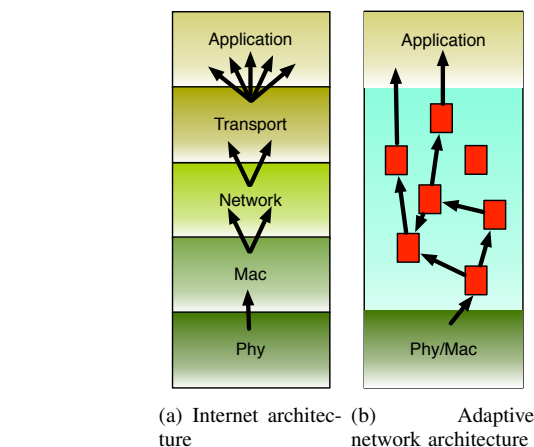 Application
Transport
Network
Mac
Phy
Application
Phy/Mac
(a) Internet architec-
ture
(b) Adaptive
network architecture